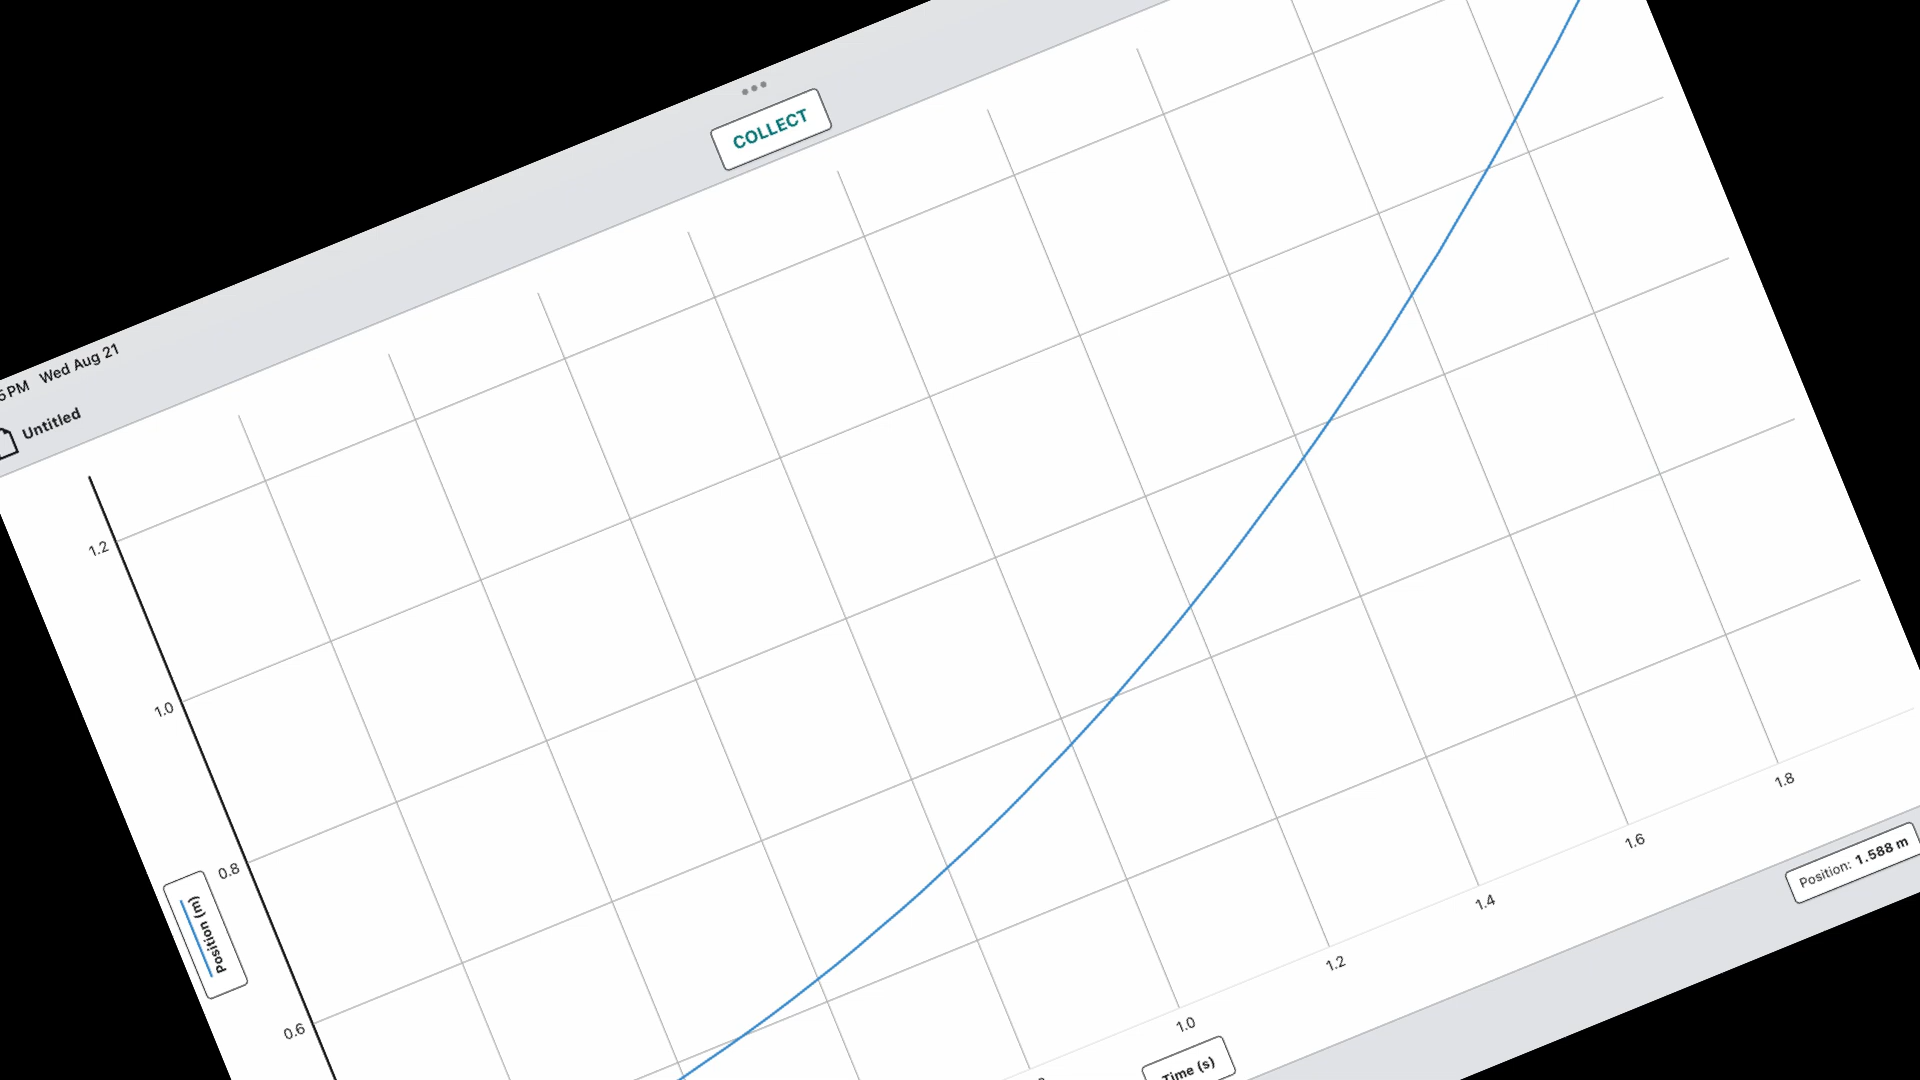 PM Wed Aug 21
Untitled
COLLECT
1.2
1.0
0.8
0.6
Position (m)
1.0
1.2
1.4
1.6
1.8
Time (s)
Position: 1.588 m